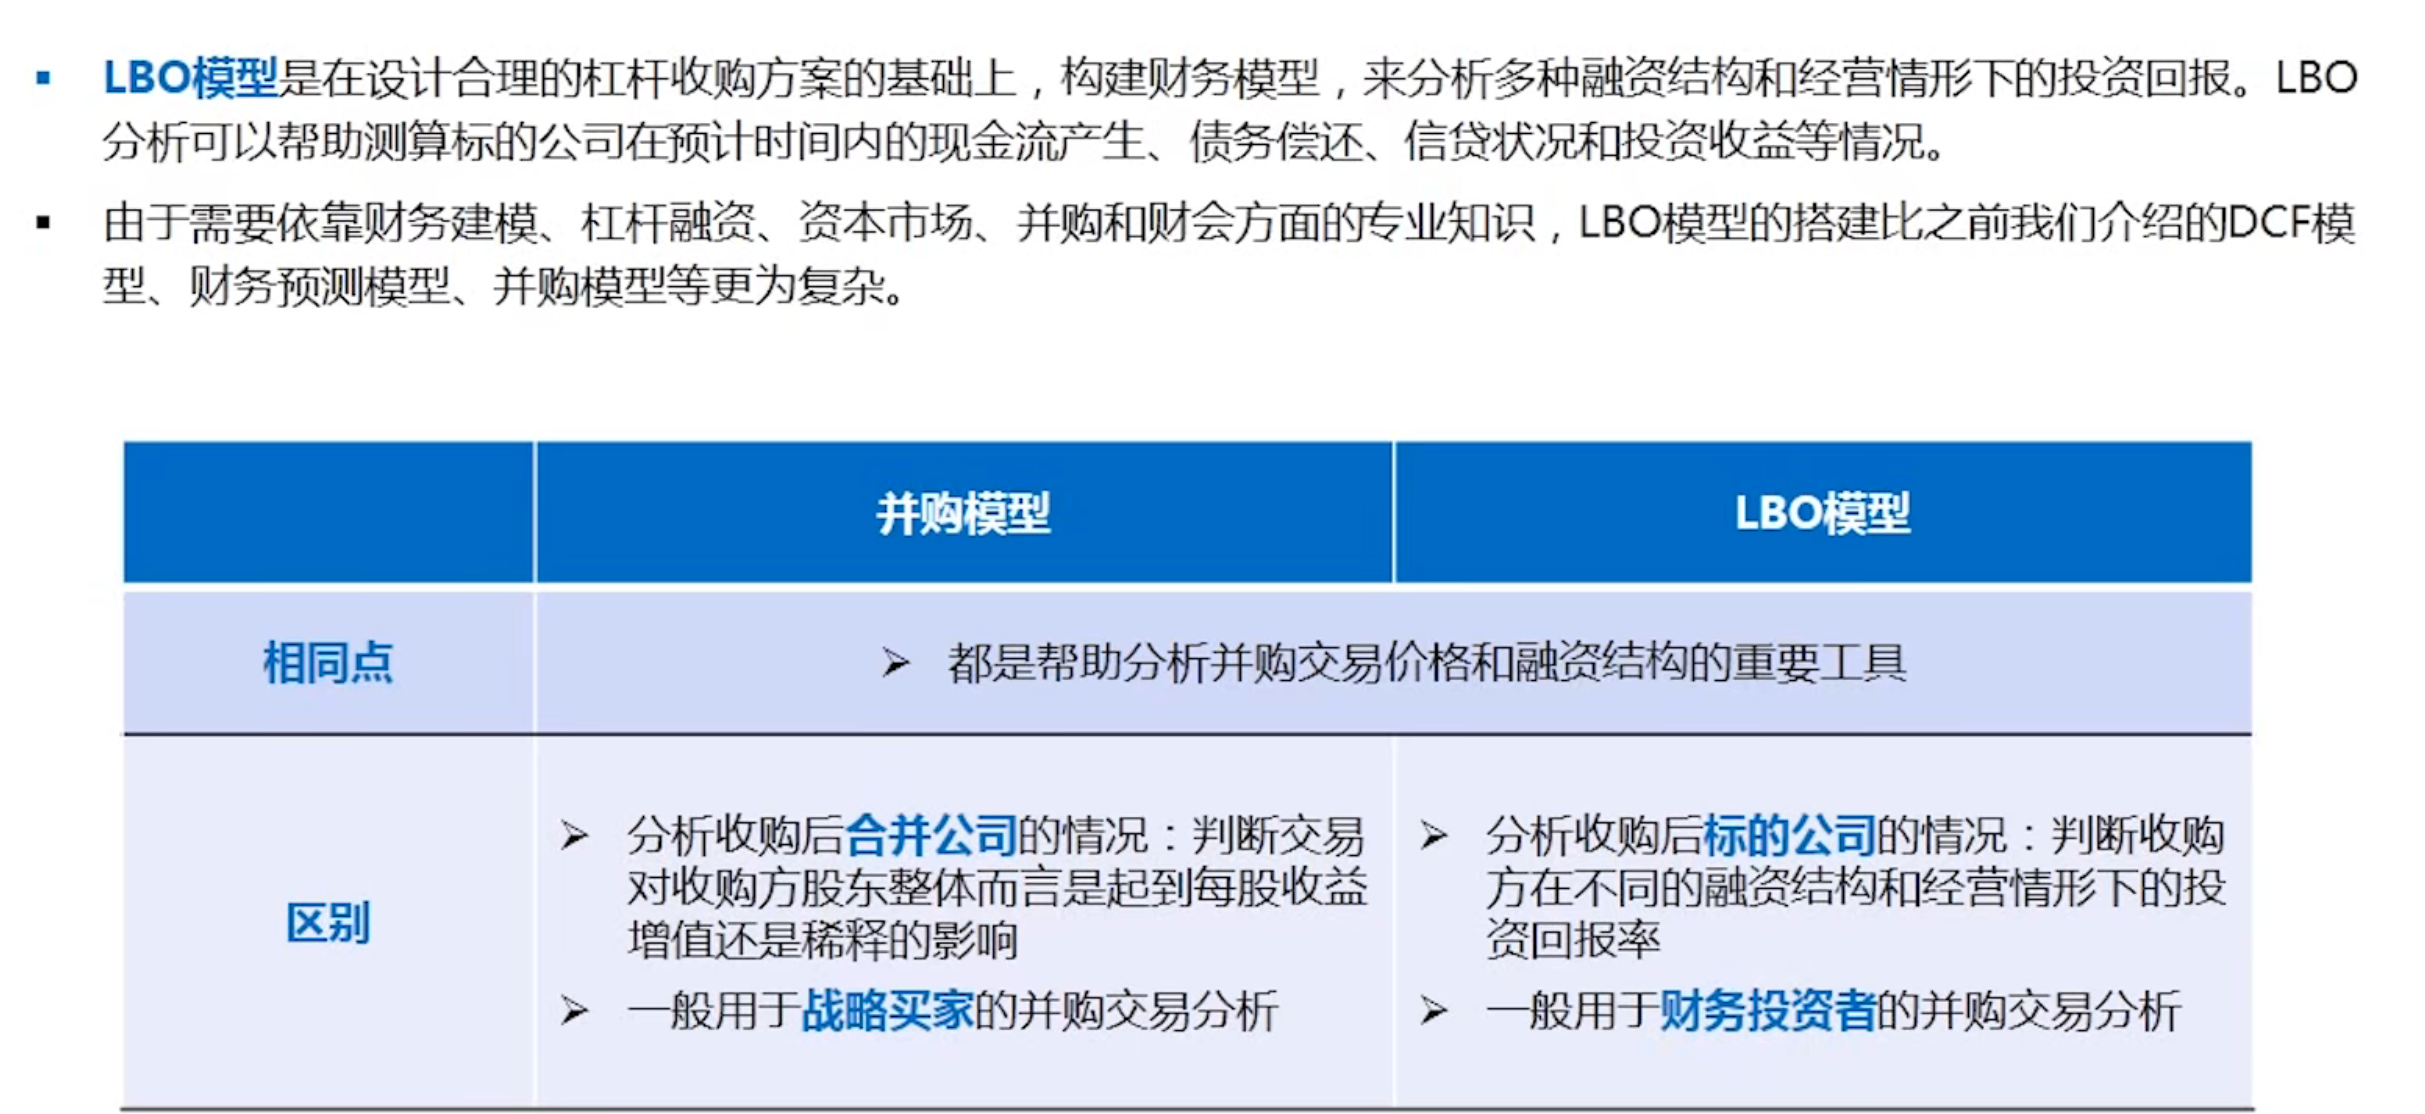 ▪ LBO模型是在设计合理的杠杆收购方案的基础上，构建财务模型，来分析多种融资结构和经营情形下的投资回报。LBO
分析可以帮助测算标的公司在预计时间内的现金流产生、债务偿还、信贷状况和投资收益等情况。
▪ 由于需要依靠财务建模、杠杆融资、资本市场、并购和财会方面的专业知识，LBO模型的搭建比之前我们介绍的DCF模
型、财务预测模型、并购模型等更为复杂。
并购模型
LBO模型
相同点
➢ 都是帮助分析并购交易价格和融资结构的重要工具
区别
➢ 分析收购后合并公司的情况：判断交易
对收购方股东整体而言是起到每股收益
增值还是稀释的影响
➢ 一般用于战略买家的并购交易分析
➢ 分析收购后标的公司的情况：判断收购
方在不同的融资结构和经营情形下的投
资回报率
➢ 一般用于财务投资者的并购交易分析